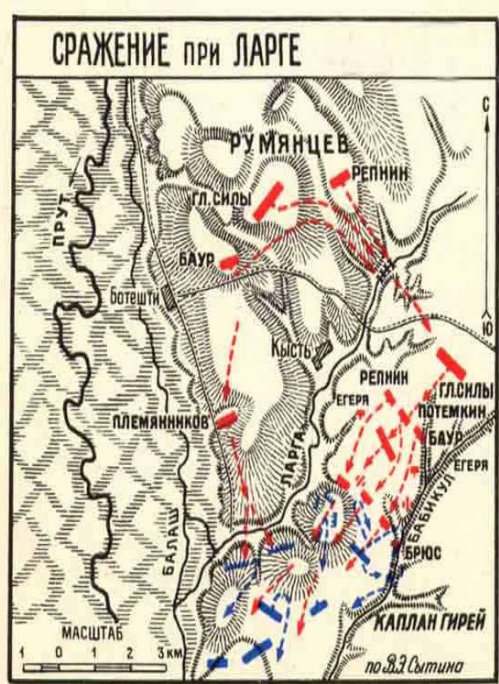 СРАЖЕНИЕ ПРИ ЛАРГЕ
С
РУМЯНЦЕВ
РЕПНИН
ГЛ. СИЛЫ
ПРУТ
БАУР
Ботешти
Ю
Кысть
РЕПНИН
ГЛ. СИЛЫ
ЕГЕРЯ
ПОТЕМКИН
ПЛЕМЯННИКОВ
БАУР
ЛАРГА
ЕГЕРЯ
БАБИКУЛ
БРЮС
БАЛАШ
КАПЛАН ГИРЕЙ
МАСШТАБ
1 0 1 2 3 км
по В.Э. Сытина